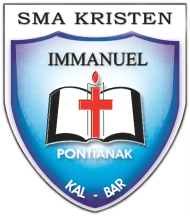 SMA KRISTEN
IMMANUEL
PONTIANAK
KAL - BAR